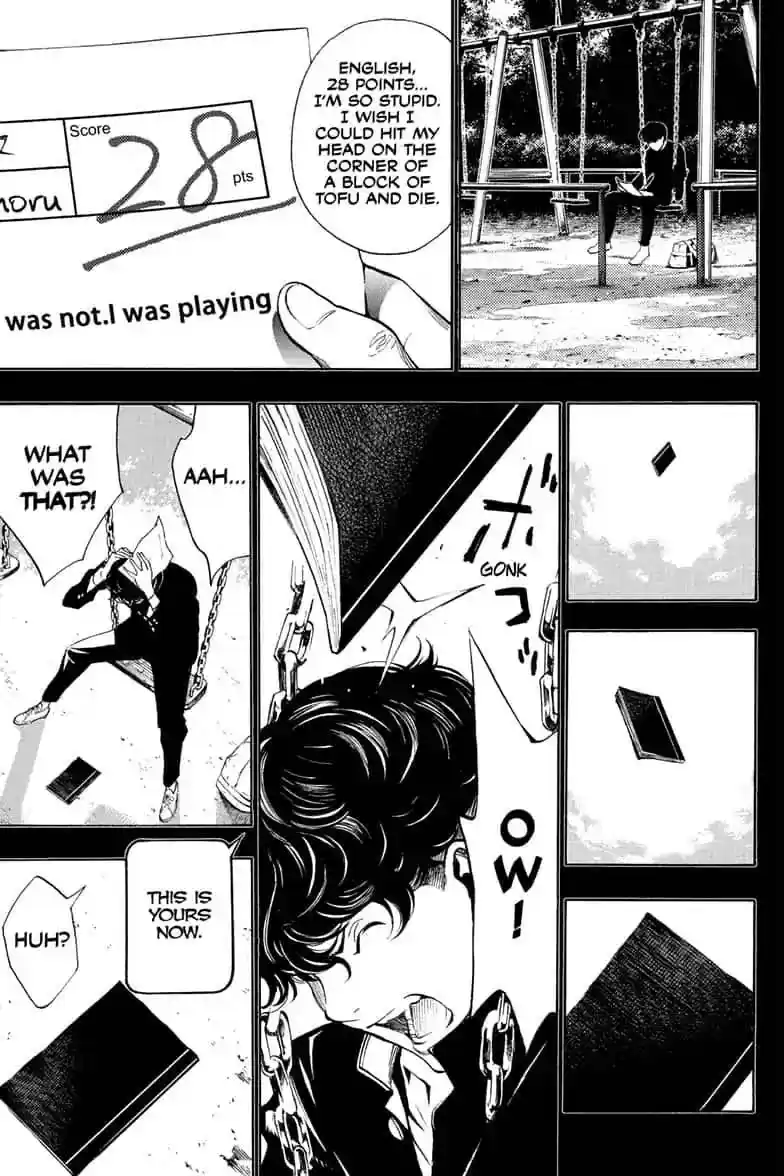 ENGLISH,
28 POINTS...
I'M SO STUPID.
I WISH I
COULD HIT MY
HEAD ON THE
CORNER OF
A BLOCK OF
TOFU AND DIE.
Score
28
pts
was not.I was playing
GONK
OW!
AAH...
WHAT
WAS
THAT?!
THIS IS
YOURS
NOW.
HUH?